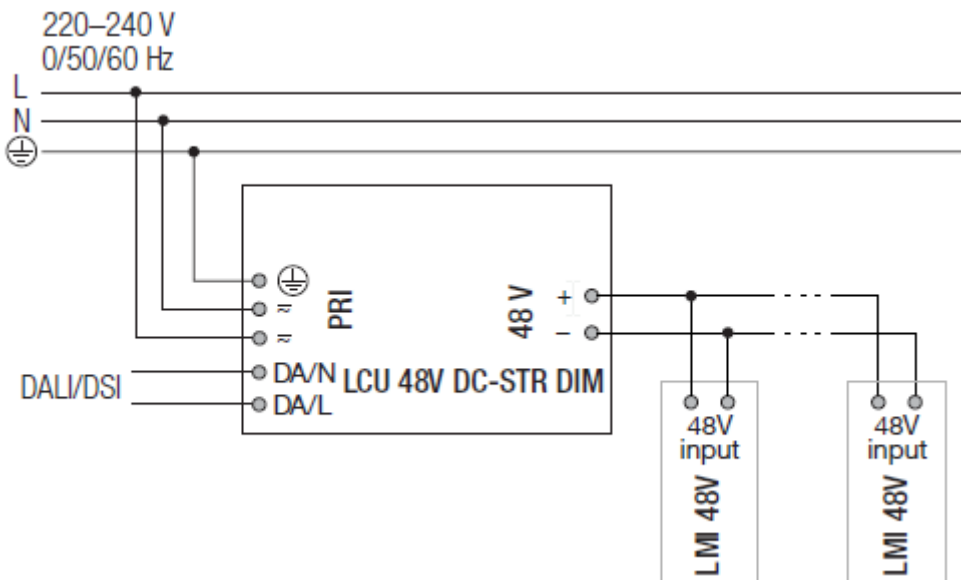 220–240 V
0/50/60 Hz
L
N
PRI
≈
≈
DALI/DSI
DA/N
DA/L
LCU 48V DC-STR DIM
48 V
+
−
48V
input
LMI 48V
48V
input
LMI 48V